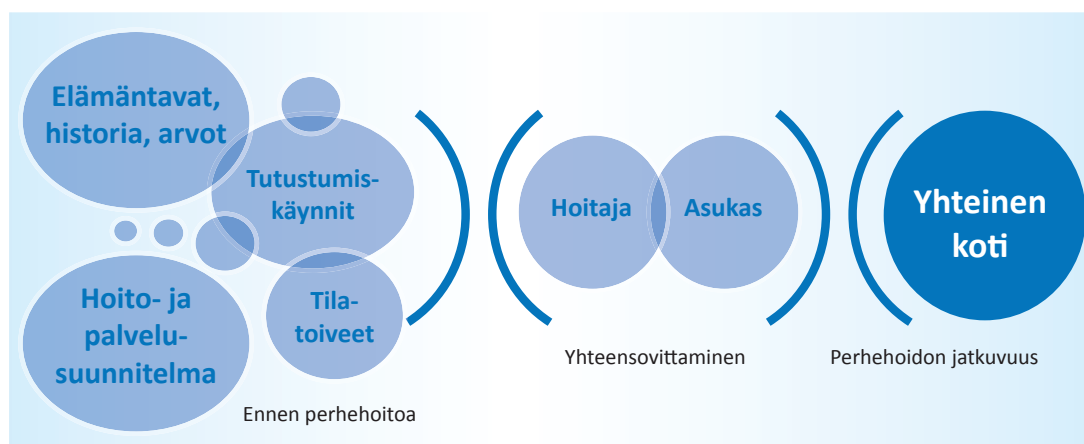 Elämäntavat,
historia, arvot
Tutustumis-
käynnit
Hoito- ja
palvelu-
suunnitelma
Tila-
toiveet
Ennen perhehoitoa
Hoitaja
Asukas
Yhteensovittaminen
Yhteinen
koti
Perhehoidon jatkuvuus